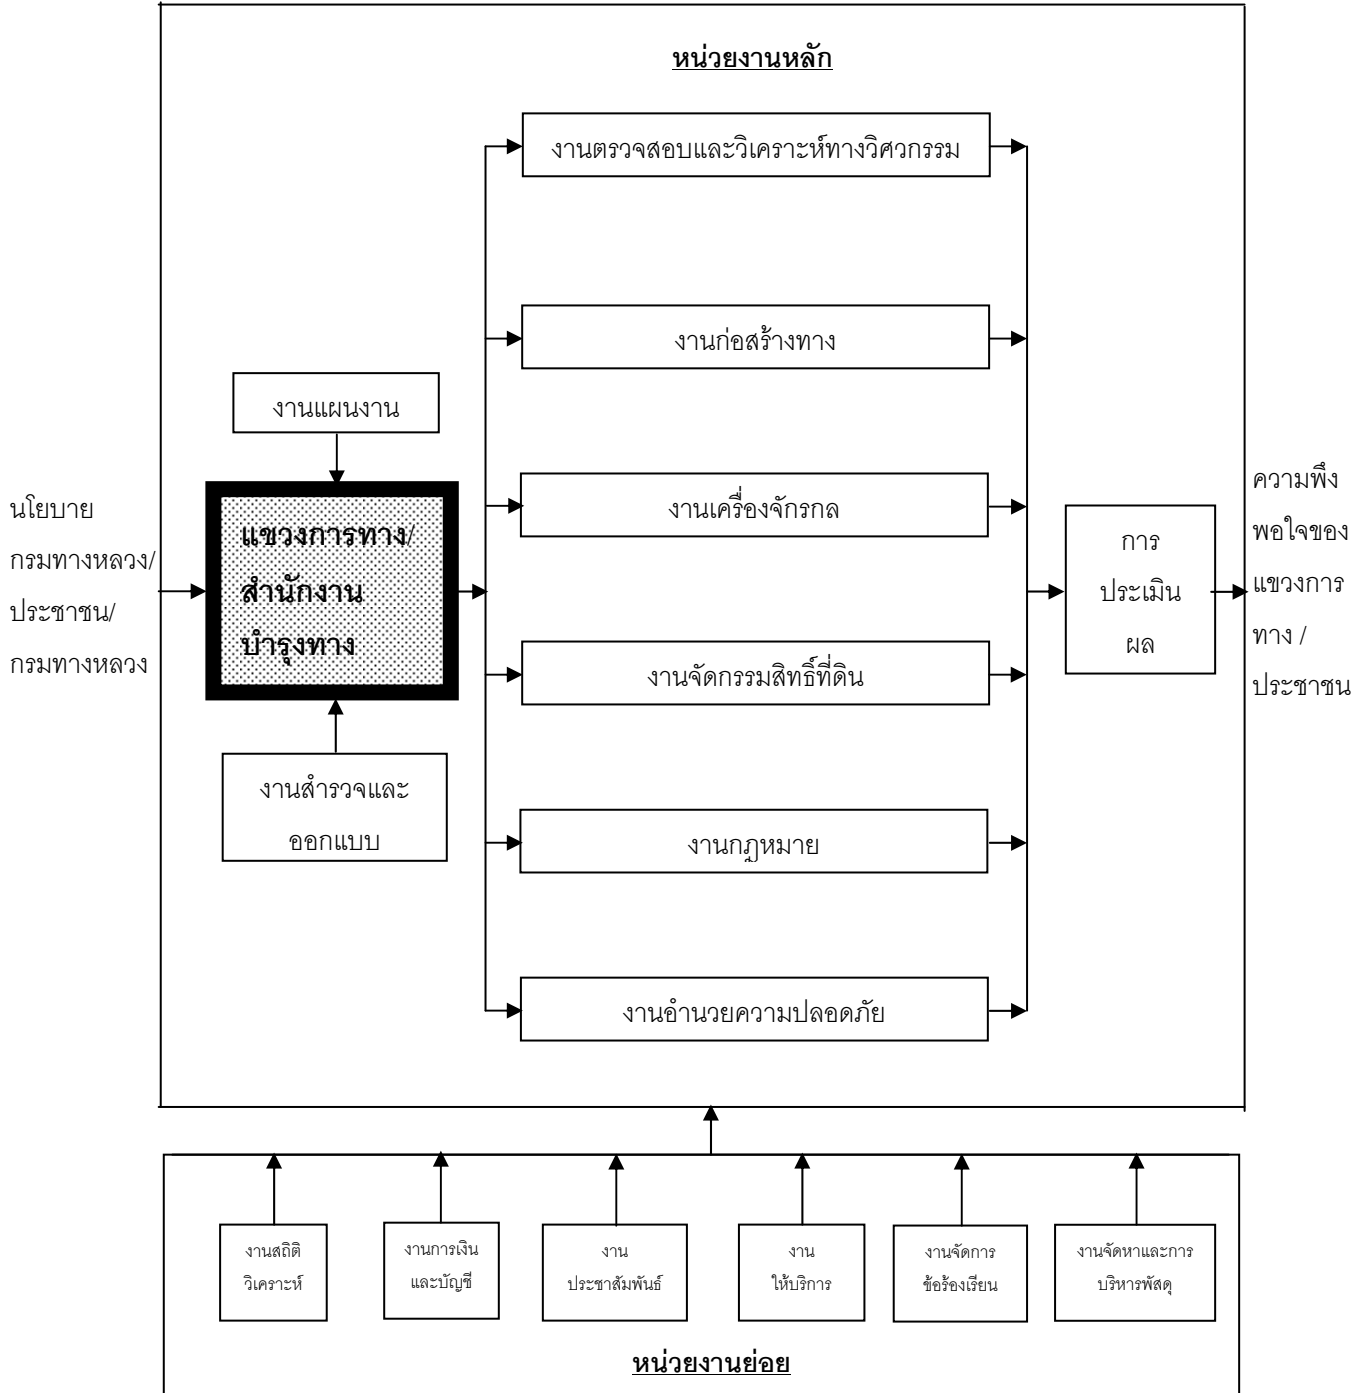 หน่วยงานหลัก
งานตรวจสอบและวิเคราะห์ทางวิศวกรรม
งานก่อสร้างทาง
งานแผนงาน
งานเครื่องจักรกล
นโยบาย
กรมทางหลวง/
ประชาชน/
กรมทางหลวง
แขวงการทาง/
สำนักงาน
บำรุงทาง
การ
ประเมิน
ผล
ความพึง
พอใจของ
แขวงการ
ทาง /
ประชาชน
งานจัดกรรมสิทธิ์ที่ดิน
งานสำรวจและ
ออกแบบ
งานกฎหมาย
งานอำนวยความปลอดภัย
งานสถิติ
วิเคราะห์
งานการเงิน
และบัญชี
งาน
ประชาสัมพันธ์
งาน
ให้บริการ
งานจัดการ
ข้อร้องเรียน
งานจัดหาและการ
บริหารพัสดุ
หน่วยงานย่อย